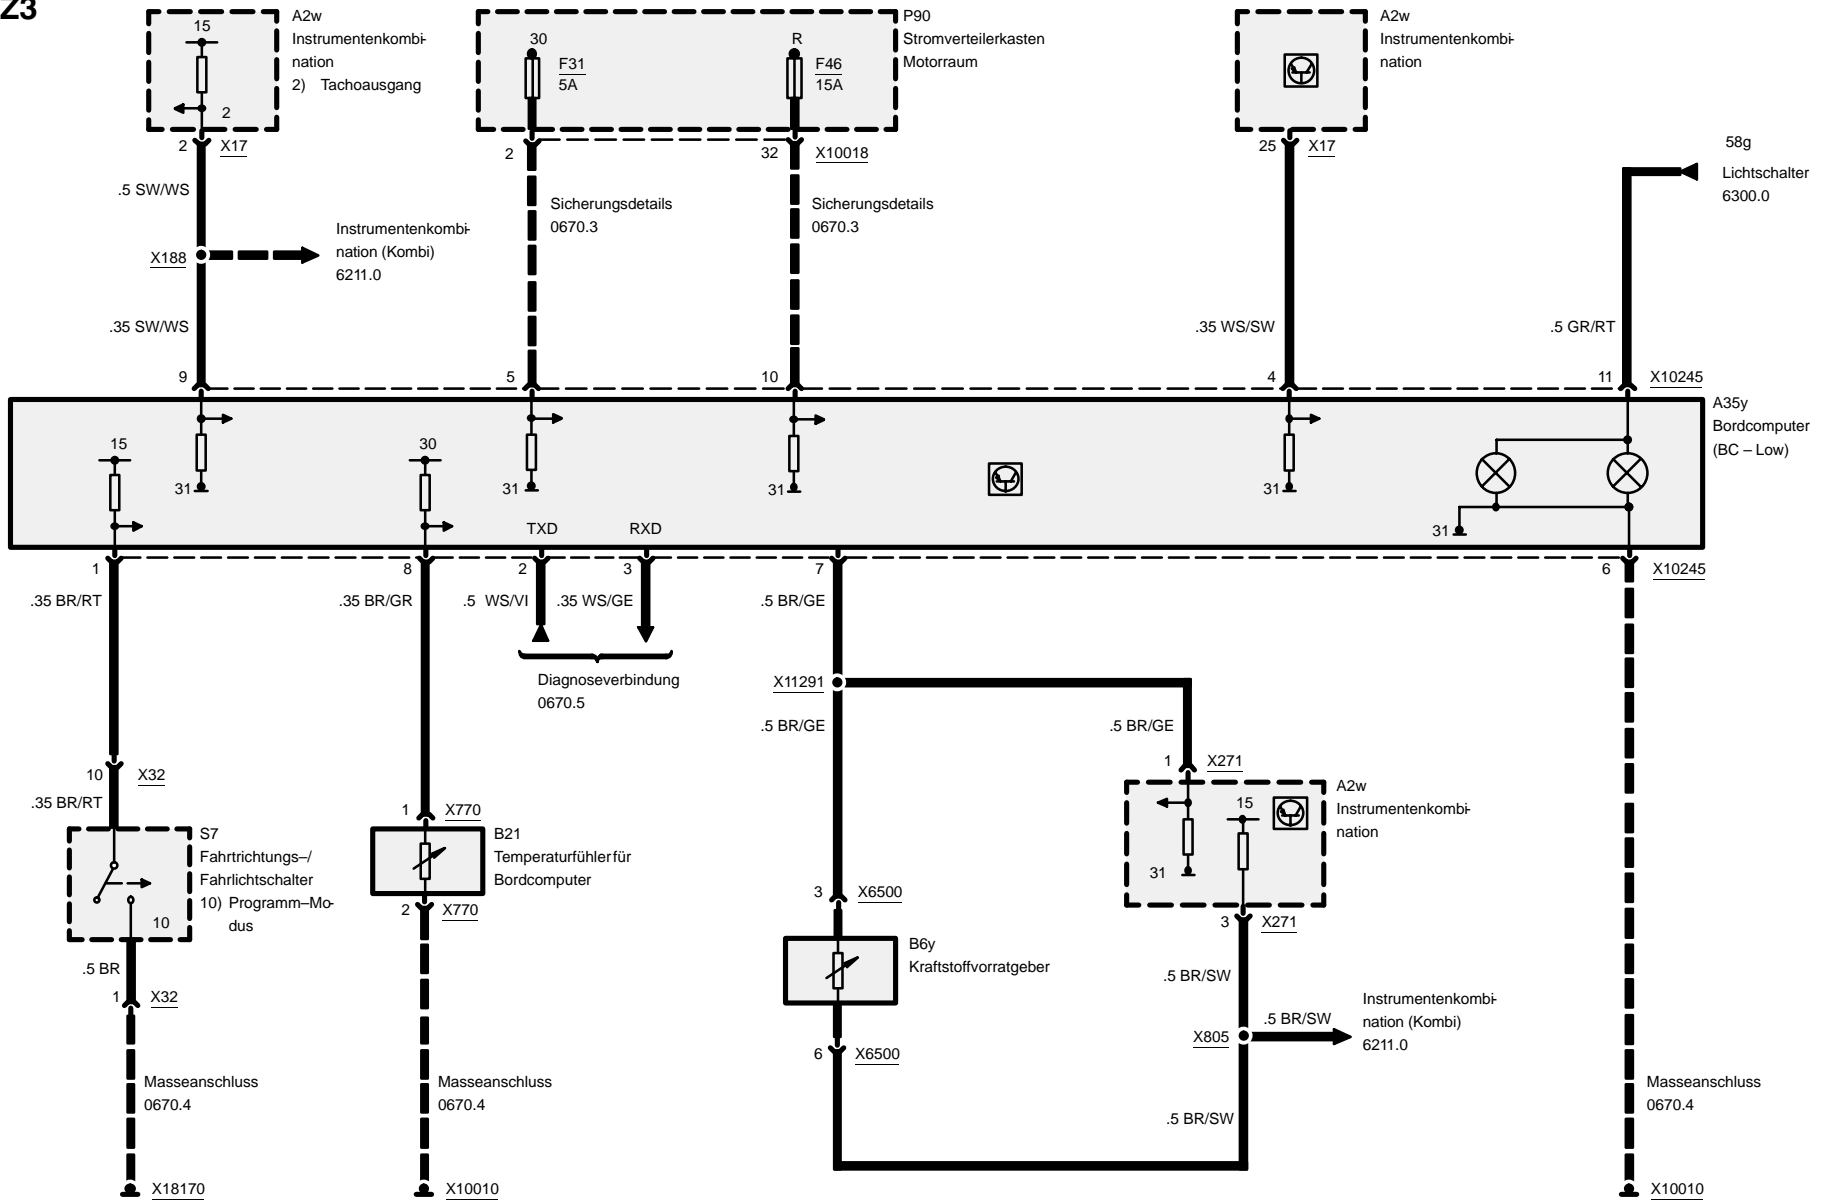 Z3
15
A2w
Instrumentenkombi-
nation
2) Tachoausgang
2
2
X17
.5 SW/WS
X188
Instrumentenkombi-
nation (Kombi)
6211.0
.35 SW/WS
9
30
F31
5A
R
F46
15A
P90
Stromverteilerkasten
Motorraum
2
32
X10018
Sicherungsdetails
0670.3
Sicherungsdetails
0670.3
5
10
A2w
Instrumentenkombi-
nation
25
X17
.35 WS/SW
4
58g
Lichtschalter
6300.0
.5 GR/RT
11
X10245
A35y
Bordcomputer
(BC – Low)
15
31
30
31
31
31
31
TXD
RXD
1
8
2
3
7
6
X10245
.35 BR/RT
.35 BR/GR
.5 WS/VI
.35 WS/GE
.5 BR/GE
Diagnoseverbindung
0670.5
X11291
.5 BR/GE
.5 BR/GE
10
X32
.35 BR/RT
S7
Fahrtrichtungs–/
Fahrlichtschalter
10) Programm–Mo-
dus
10
.5 BR
1
X32
Masseanschluss
0670.4
X18170
1
X770
B21
Temperaturfühler für
Bordcomputer
2
X770
Masseanschluss
0670.4
X10010
3
X6500
B6y
Kraftstoffvorratgeber
6
X6500
1
X271
A2w
Instrumentenkombi-
nation
15
31
3
X271
.5 BR/SW
X805
.5 BR/SW
Instrumentenkombi-
nation (Kombi)
6211.0
.5 BR/SW
Masseanschluss
0670.4
X10010